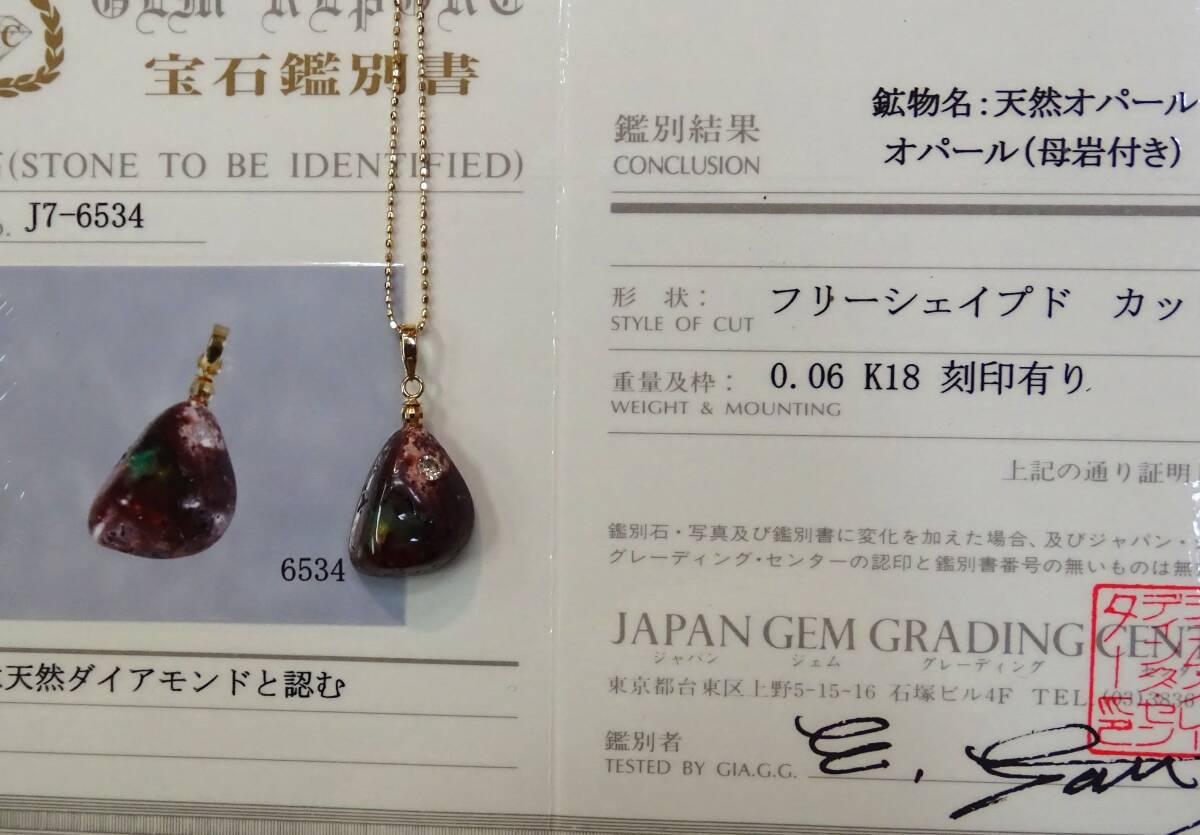 GEM REPORT
宝石鑑別書
(STONE TO BE IDENTIFIED)
J7-6534
6534
天然ダイアモンドと認む
鑑別結果
CONCLUSION
鉱物名:天然オパール
オパール(母岩付き)
形 状:
STYLE OF CUT
フリーシェイプド カッ
重量及枠:
WEIGHT & MOUNTING
0.06 K18 刻印有り
上記の通り証明
鑑別石・写真及び鑑別書に変化を加えた場合、及びジャパン・
グレーディング・センターの認印と鑑別書番号の無いものは無
JAPAN GEM GRADING CENT
ジャパン ジェム グレーディング
東京都台東区上野5-15-16 石塚ビル4F TEL (03)3836
鑑別者
TESTED BY GIA.G.G.